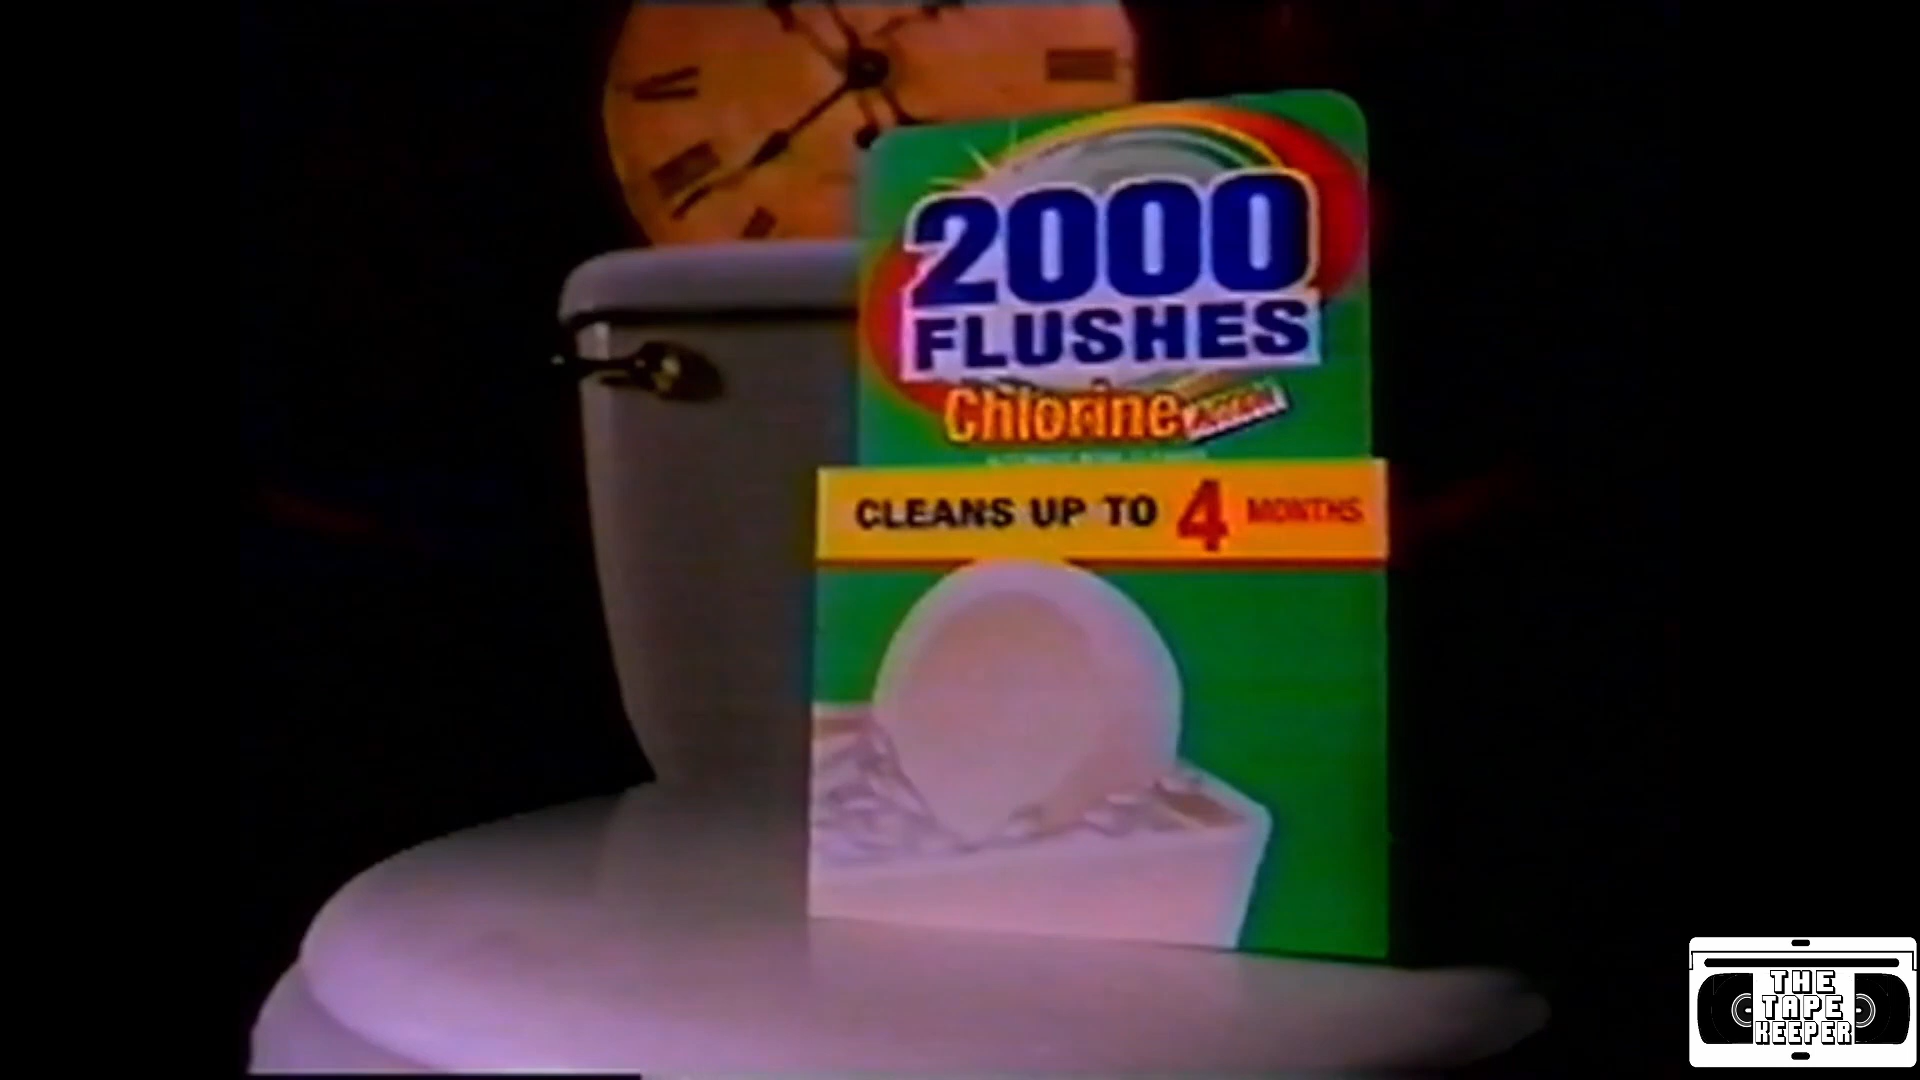 2000
FLUSHES
Chlorine
CLEANS UP TO 4 MONTHS
THE
TAPE
KEEPER